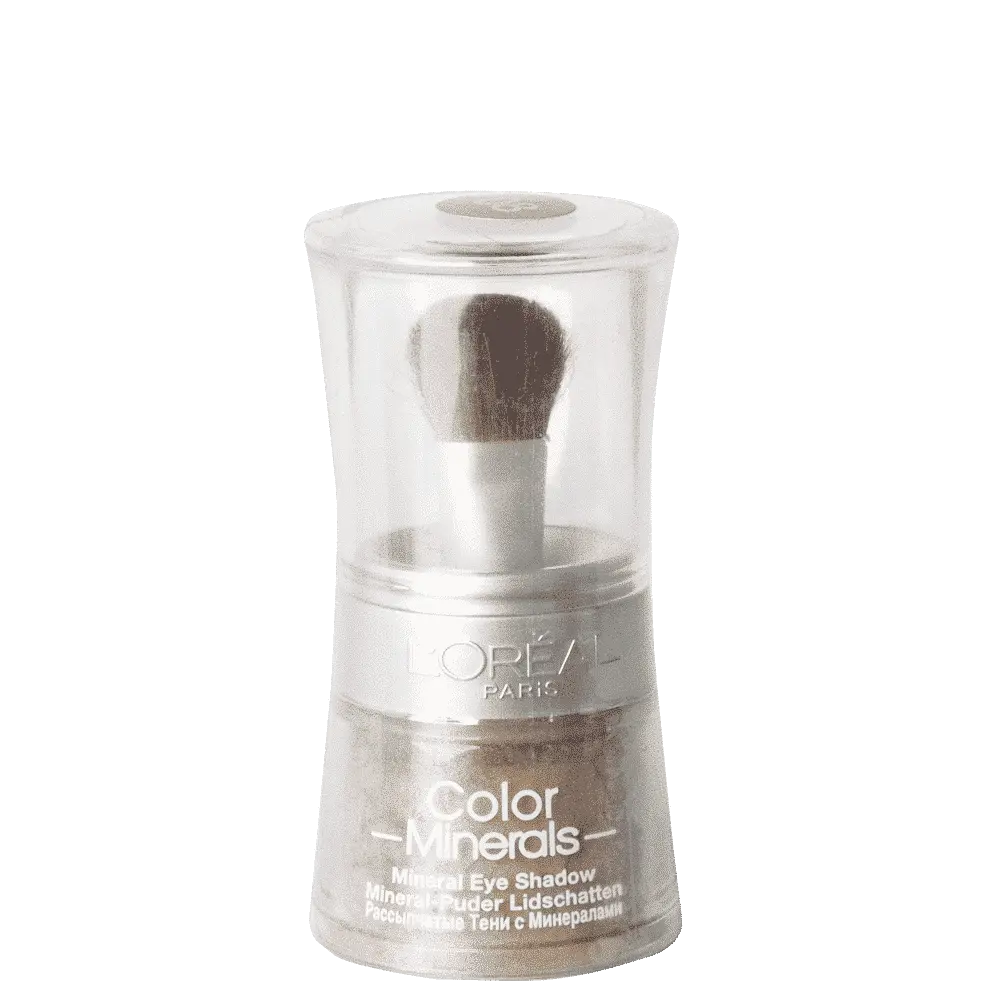 L'ORÉAL
PARIS
Color
Minerals
Mineral Eye Shadow
Mineral-Puder Lidschatten
Рассыпчатые Тени с Минералами